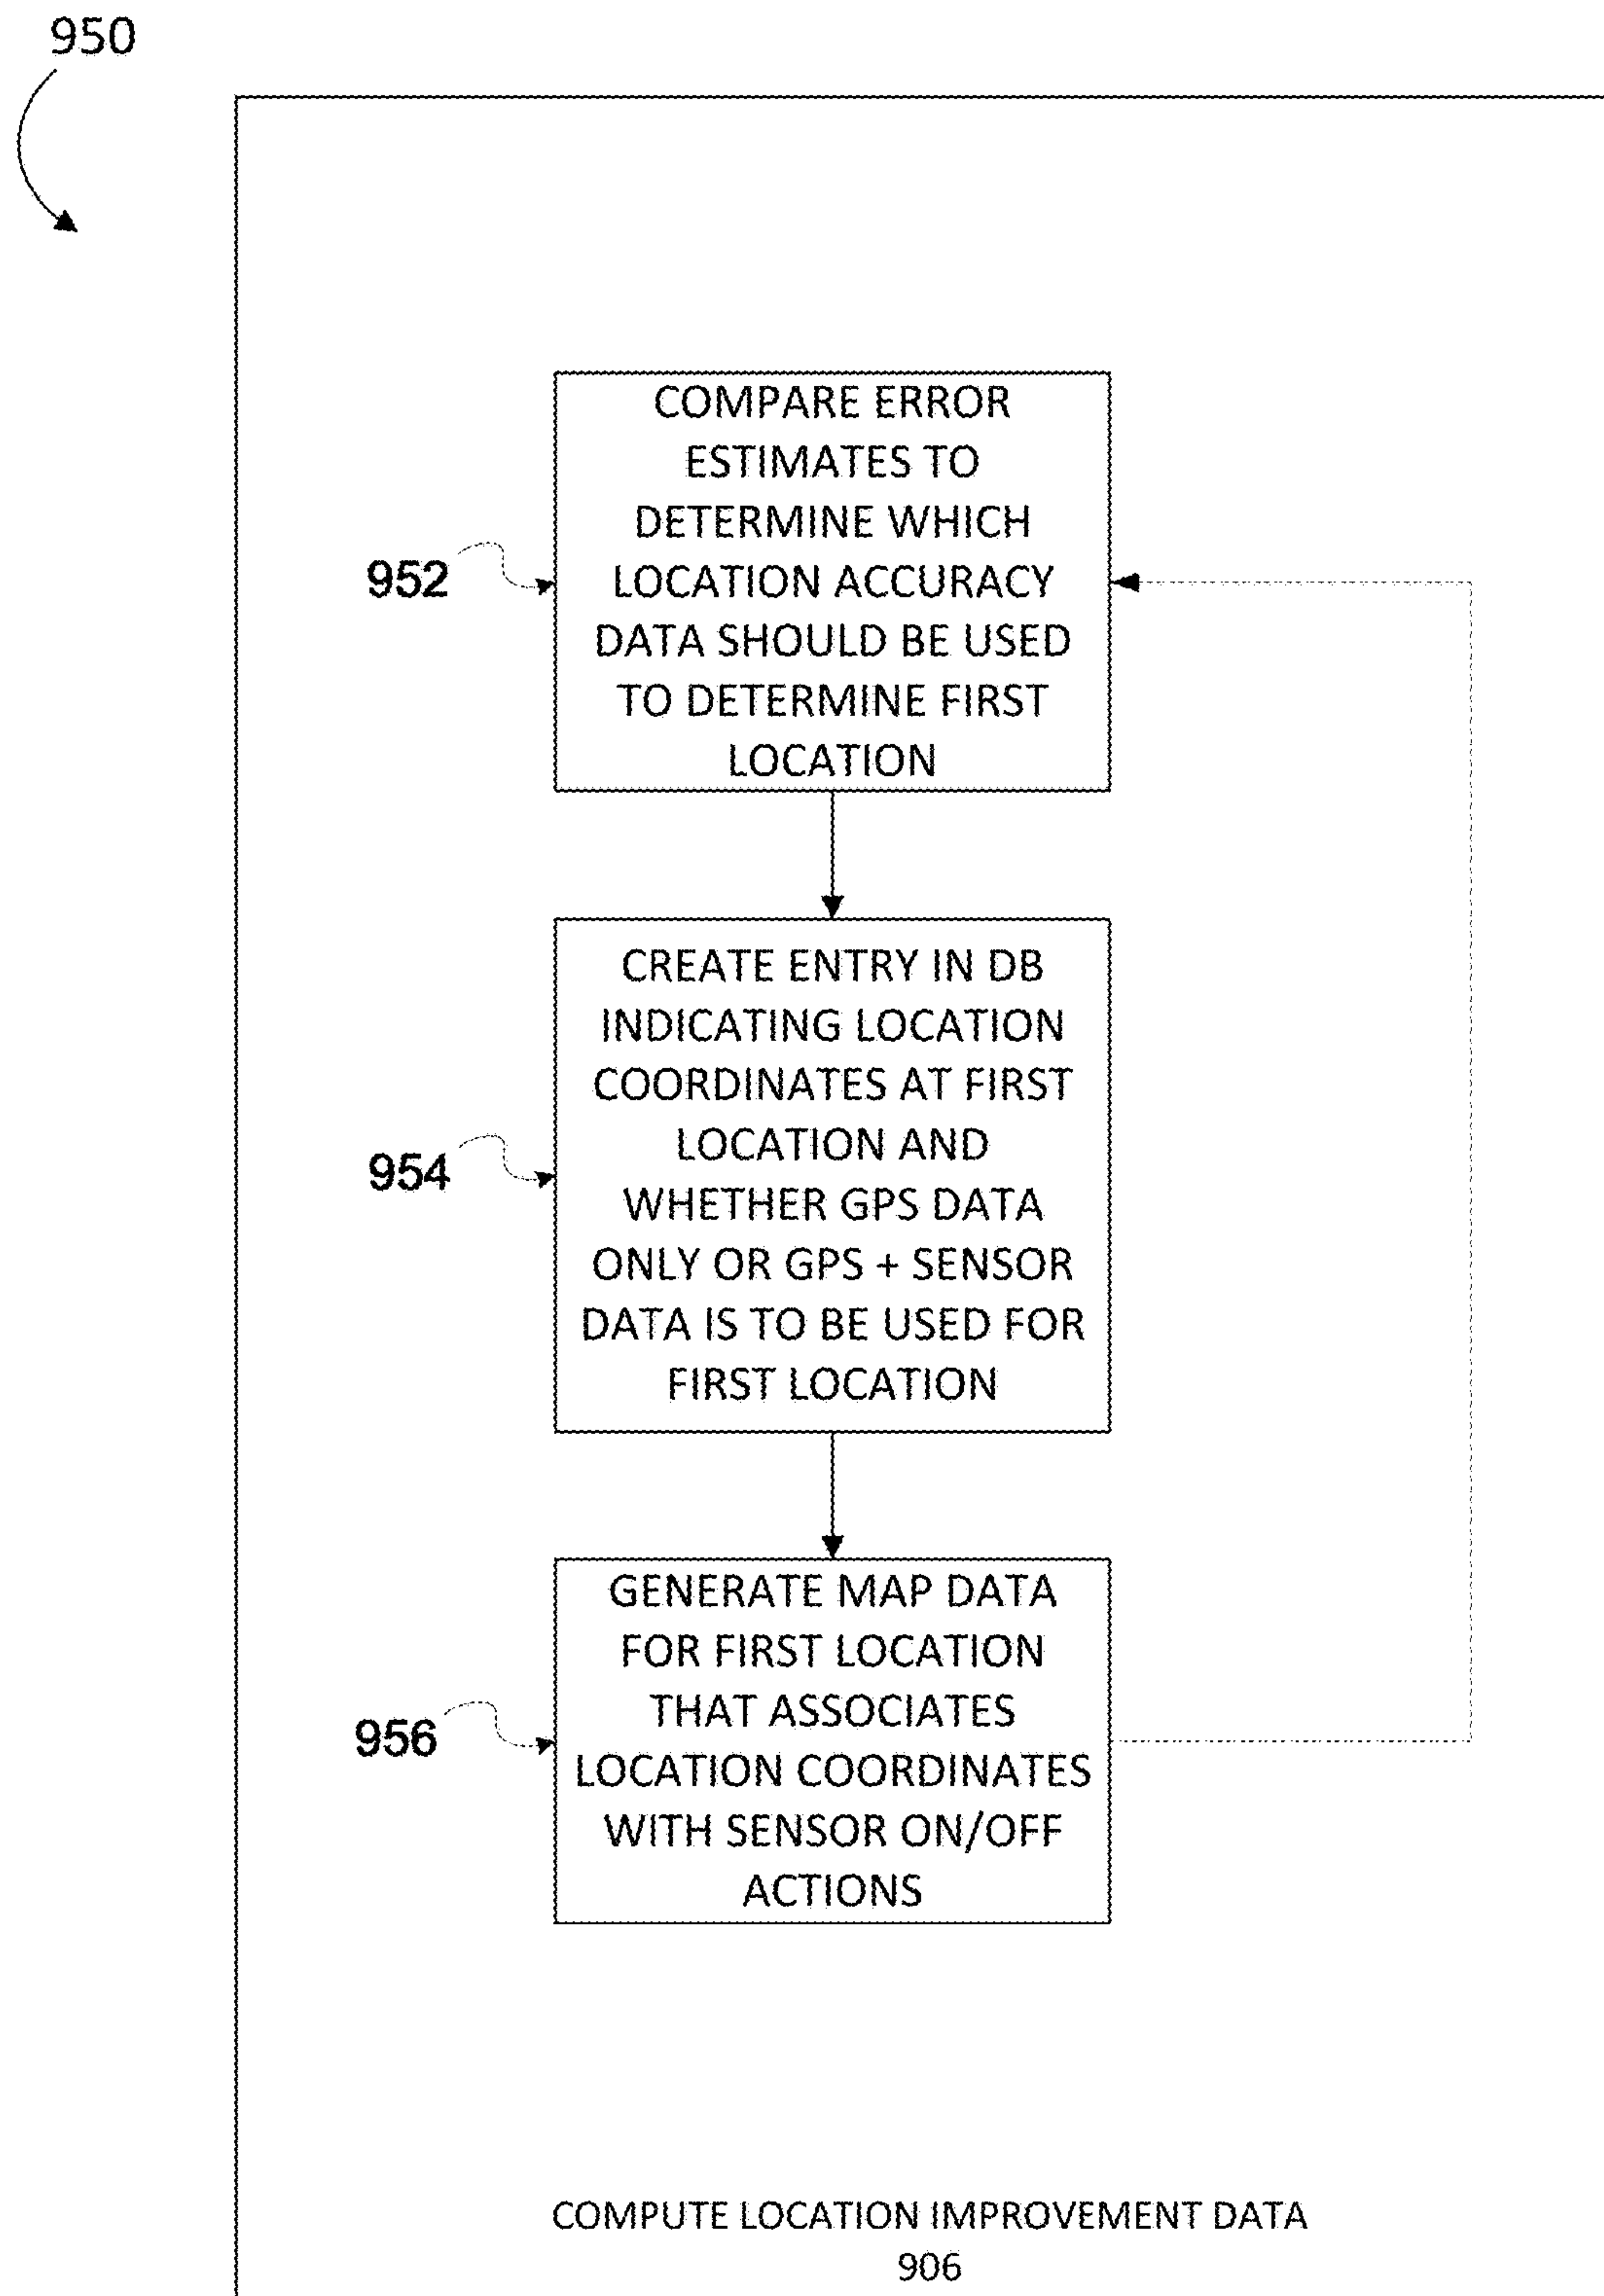 950
COMPARE ERROR
ESTIMATES TO
DETERMINE WHICH
LOCATION ACCURACY
DATA SHOULD BE USED
TO DETERMINE FIRST
LOCATION
952
CREATE ENTRY IN DB
INDICATING LOCATION
COORDINATES AT FIRST
LOCATION AND
WHETHER GPS DATA
ONLY OR GPS + SENSOR
DATA IS TO BE USED FOR
FIRST LOCATION
954
GENERATE MAP DATA
FOR FIRST LOCATION
THAT ASSOCIATES
LOCATION COORDINATES
WITH SENSOR ON/OFF
ACTIONS
956
COMPUTE LOCATION IMPROVEMENT DATA
906